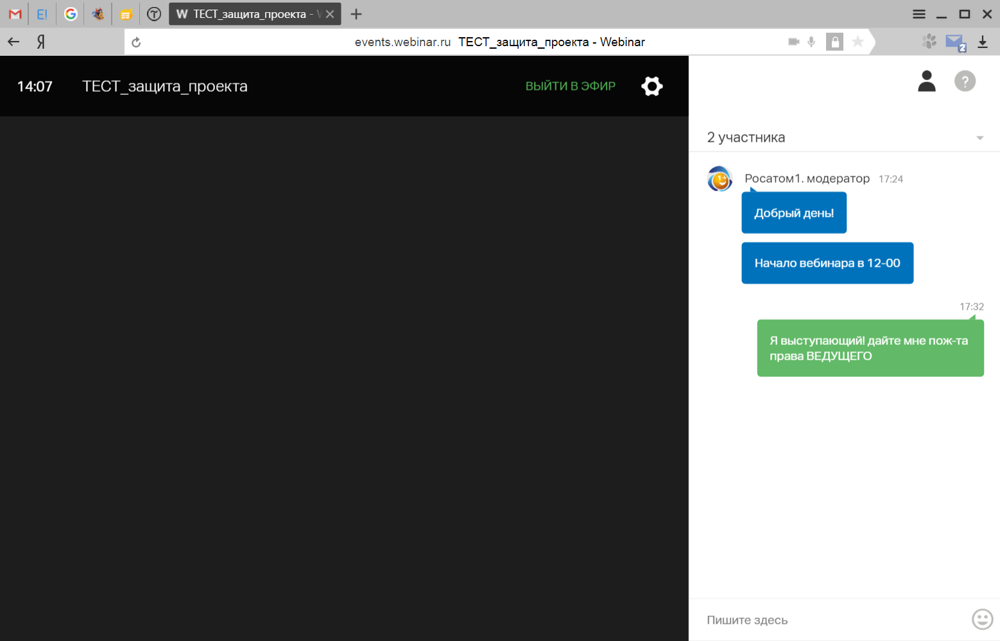 W ТЕСТ_защита_проекта - W
Я
events.webinar.ru ТЕСТ_защита_проекта - Webinar
2
14:07 ТЕСТ_защита_проекта ВЫЙТИ В ЭФИР
?
2 участника
Росатом1. модератор 17:24
Добрый день!
Начало вебинара в 12-00
17:32
Я выступающий! дайте мне пож-та
права ВЕДУЩЕГО
Пишите здесь